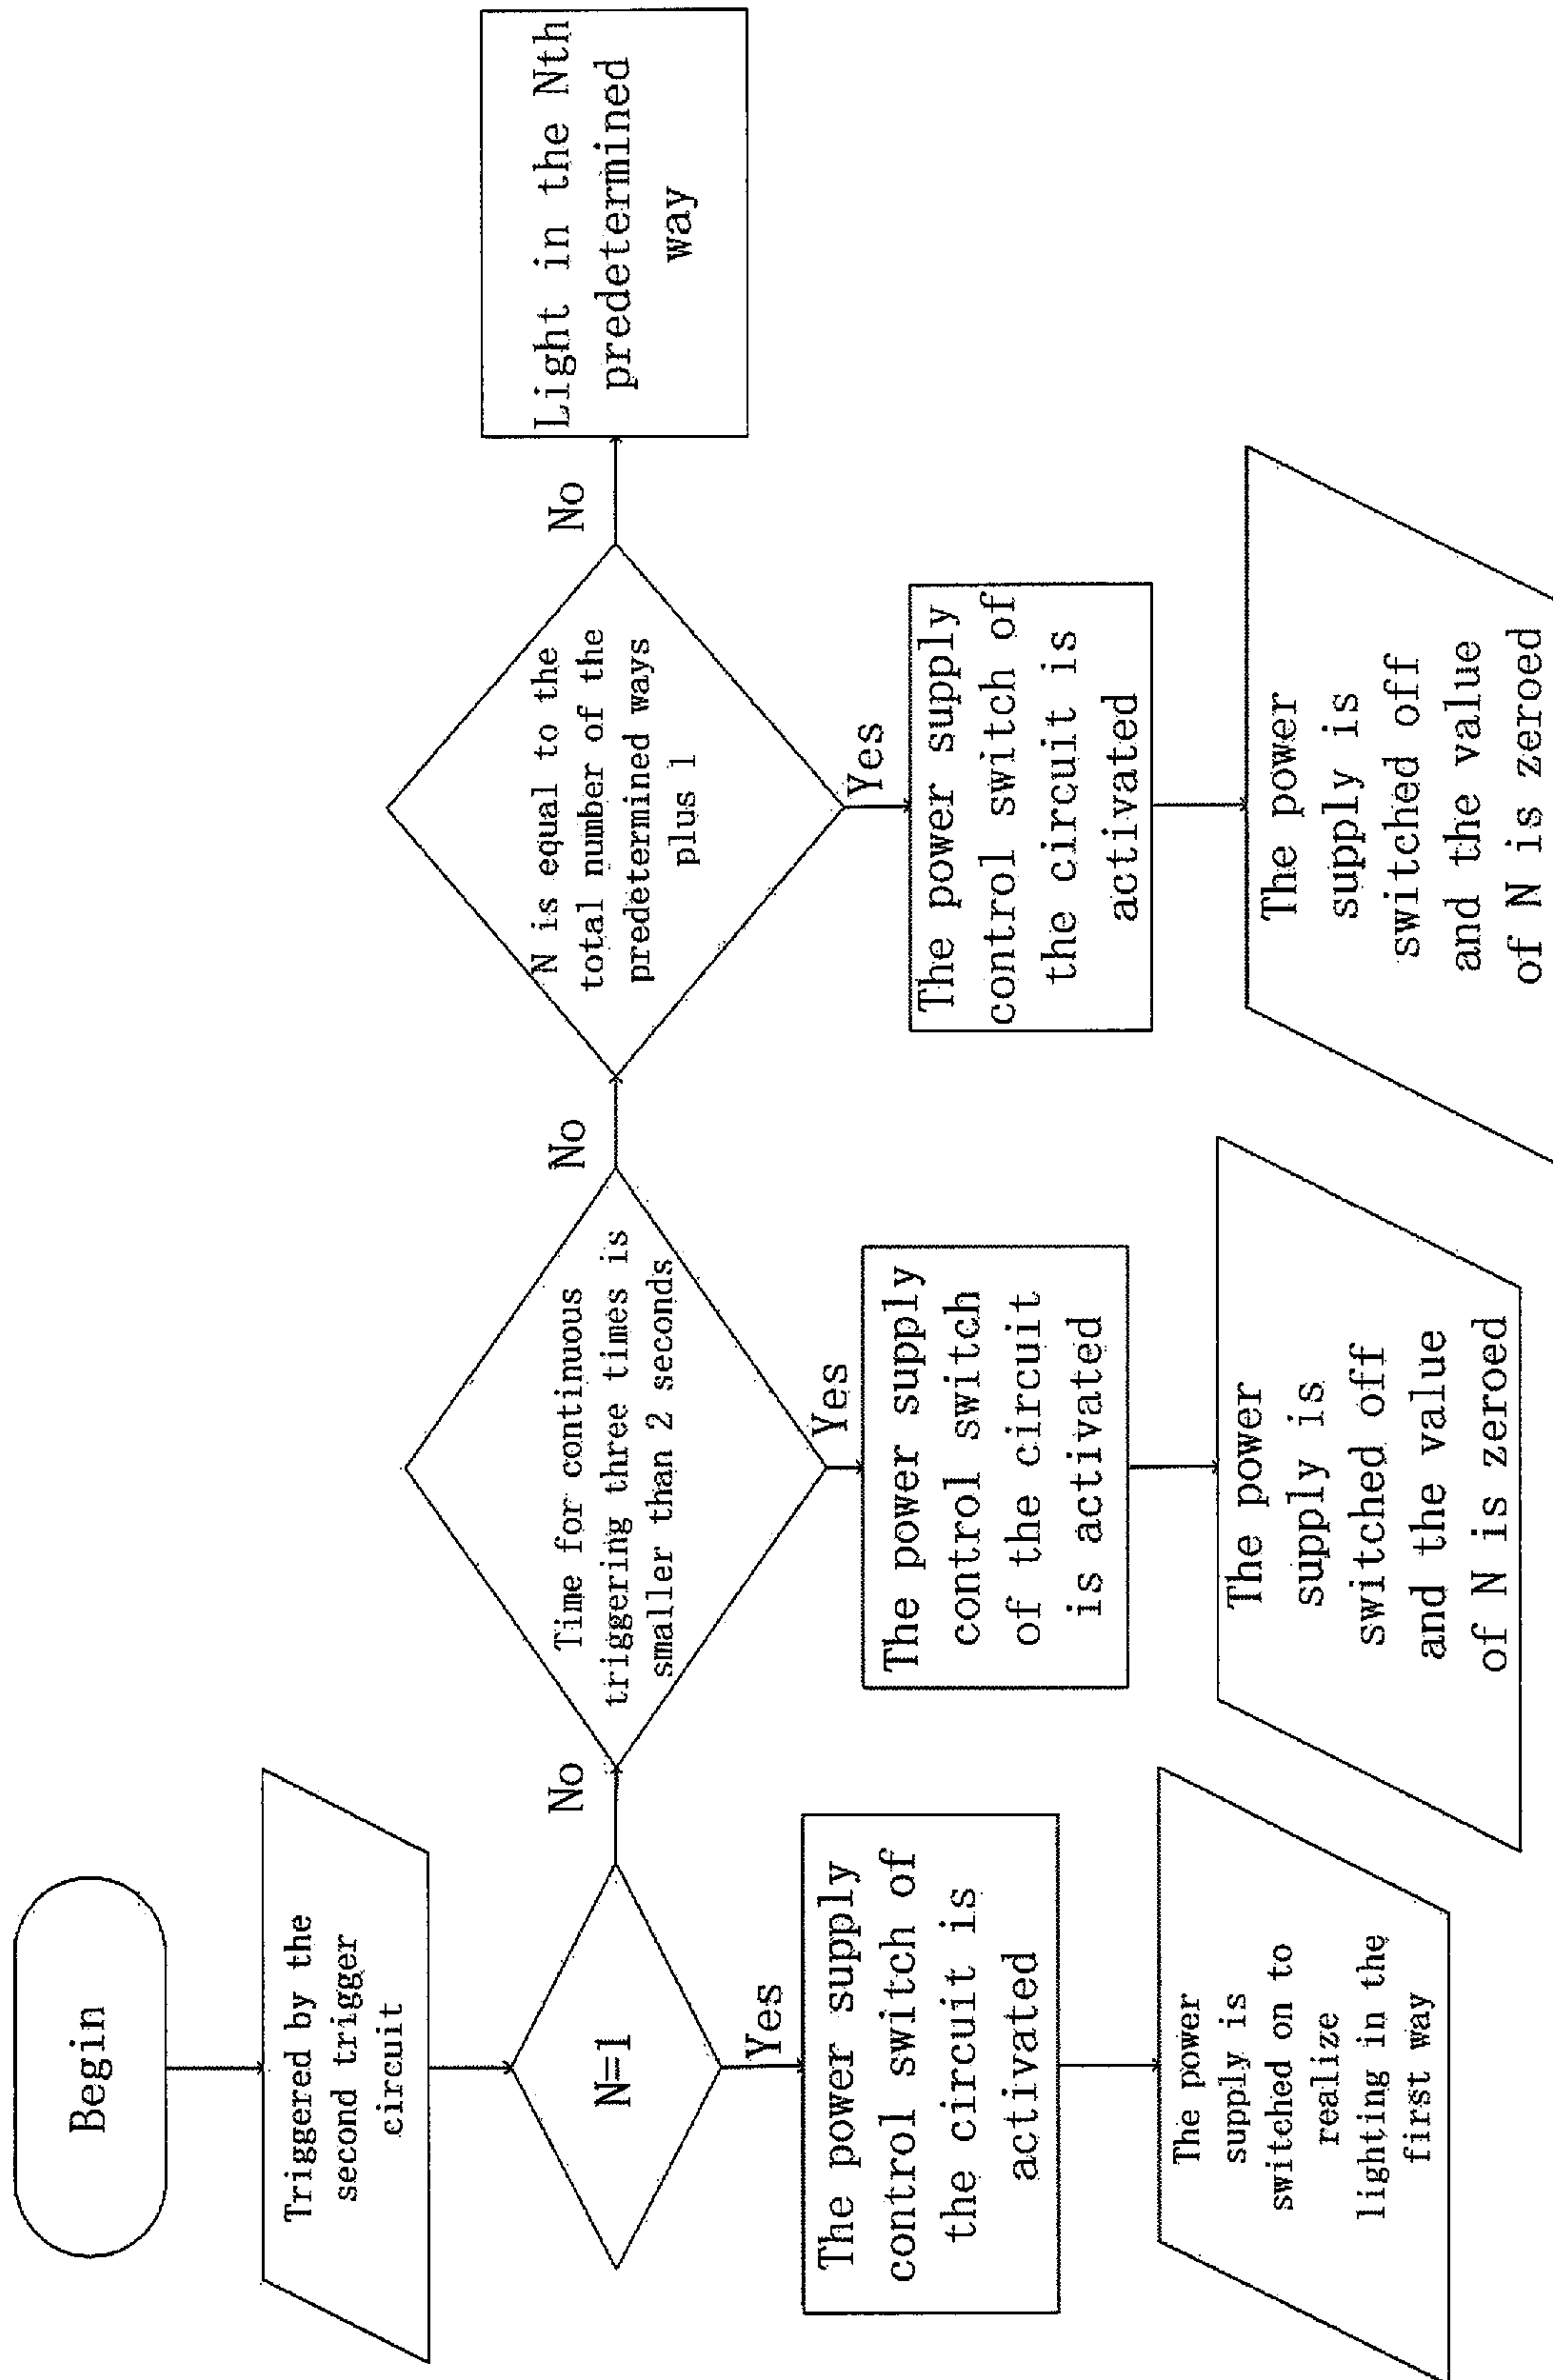 Begin
Triggered by the
second trigger
circuit
N=1
Yes
The power supply
control switch of
the circuit is
activated
The power
supply is
switched on to
realize
lighting in the
first way
No
Time for continuous
triggering three times is
smaller than 2 seconds
Yes
The power supply
control switch
of the circuit
is activated
The power
supply is
switched off
and the value
of N is zeroed
No
N is equal to the
total number of the
predetermined ways
plus 1
Yes
The power supply
control switch of
the circuit is
activated
The power
supply is
switched off
and the value
of N is zeroed
No
Light in the Nth
predetermined
way